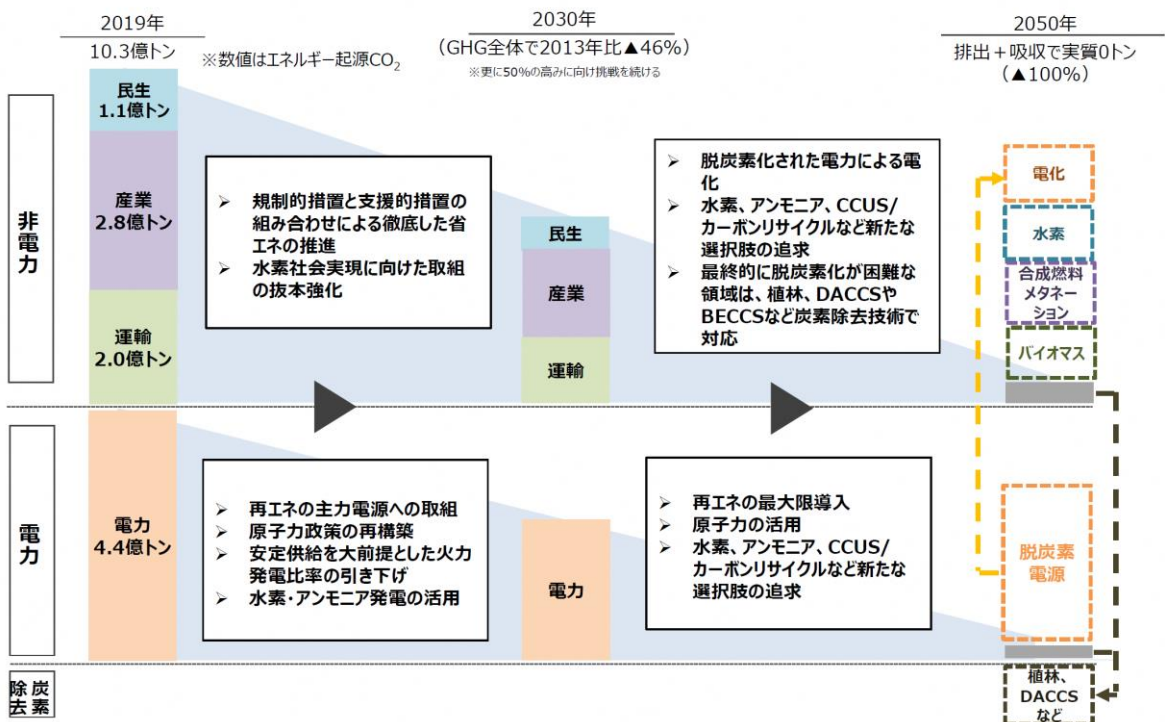 2019年
10.3億トン
※数値はエネルギー起源CO₂
2030年
(GHG全体で2013年比▲46%)
※更に50%の高みに向け挑戦を続ける
2050年
排出+吸収で実質0トン
(▲100%)
非電力
民生
1.1億トン
産業
2.8億トン
運輸
2.0億トン
➢ 規制的措置と支援的措置の
組み合わせによる徹底した省
エネの推進
➢ 水素社会実現に向けた取組
の抜本強化
民生
産業
運輸
➢ 脱炭素化された電力による電
化
➢ 水素、アンモニア、CCUS/
カーボンリサイクルなど新たな
選択肢の追求
➢ 最終的に脱炭素化が困難な
領域は、植林、DACCSや
BECCSなど炭素除去技術で
対応
電化
水素
合成燃料
メタネー
ション
バイオマス
電力
電力
4.4億トン
➢ 再エネの主力電源への取組
➢ 原子力政策の再構築
➢ 安定供給を大前提とした火力
発電比率の引き下げ
➢ 水素・アンモニア発電の活用
電力
➢ 再エネの最大限導入
➢ 原子力の活用
➢ 水素、アンモニア、CCUS/
カーボンリサイクルなど新たな
選択肢の追求
脱炭素
電源
炭素除去
植林、
DACCS
など